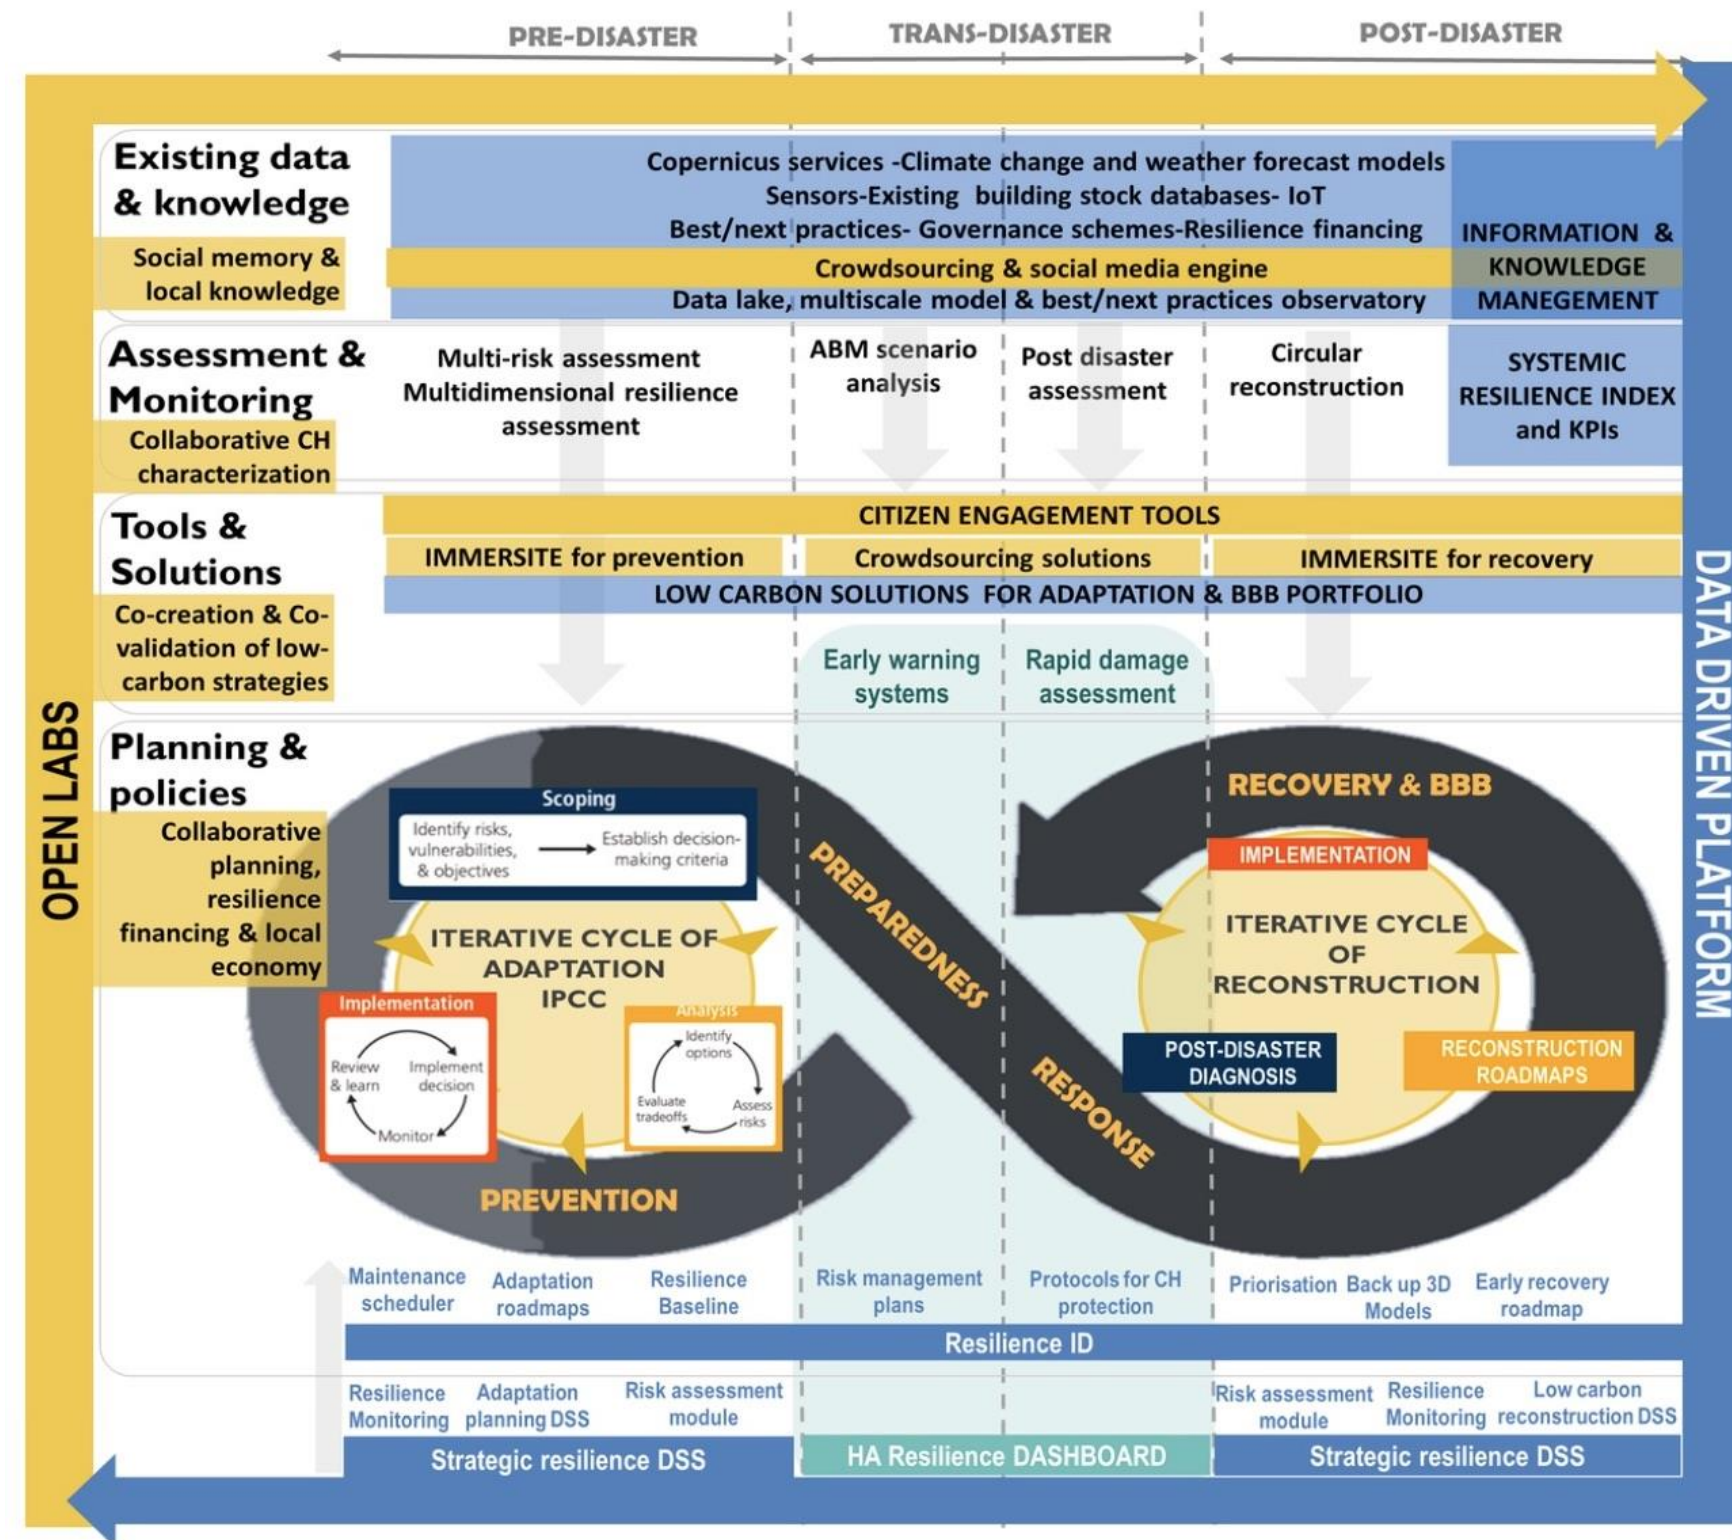 PRE-DISASTER
TRANS-DISASTER
POST-DISASTER
Existing data
& knowledge
Social memory &
local knowledge
Copernicus services -Climate change and weather forecast models
Sensors-Existing building stock databases- IoT
Best/next practices- Governance schemes-Resilience financing
Crowdsourcing & social media engine
Data lake, multiscale model & best/next practices observatory
INFORMATION &
KNOWLEDGE
MANEGEMENT
Assessment &
Monitoring
Collaborative CH
characterization
Multi-risk assessment
Multidimensional resilience
assessment
ABM scenario
analysis
Post disaster
assessment
Circular
reconstruction
SYSTEMIC
RESILIENCE INDEX
and KPIs
Tools &
Solutions
Co-creation & Co-
validation of low-
carbon strategies
CITIZEN ENGAGEMENT TOOLS
IMMERSITE for prevention
Crowdsourcing solutions
IMMERSITE for recovery
LOW CARBON SOLUTIONS FOR ADAPTATION & BBB PORTFOLIO
Early warning
systems
Rapid damage
assessment
OPEN LABS
DATA DRIVEN PLATFORM
Planning &
policies
Collaborative
planning,
resilience
financing & local
economy
Scoping
Identify risks,
vulnerabilities,
& objectives
Establish decision-
making criteria
ITERATIVE CYCLE OF
ADAPTATION
IPCC
Implementation
Review
& learn
Implement
decision
Monitor
Analysis
Identify
options
Evaluate
tradeoffs
Assess
risks
PREVENTION
PREPAREDNESS
RESPONSE
RECOVERY & BBB
IMPLEMENTATION
ITERATIVE CYCLE
OF
RECONSTRUCTION
POST-DISASTER
DIAGNOSIS
RECONSTRUCTION
ROADMAPS
Maintenance
scheduler
Adaptation
roadmaps
Resilience
Baseline
Risk management
plans
Protocols for CH
protection
Priorisation
Back up 3D
Models
Early recovery
roadmap
Resilience ID
Resilience
Monitoring
Adaptation
planning DSS
Risk assessment
module
Risk assessment
module
Resilience
Monitoring
Low carbon
reconstruction DSS
Strategic resilience DSS
HA Resilience DASHBOARD
Strategic resilience DSS